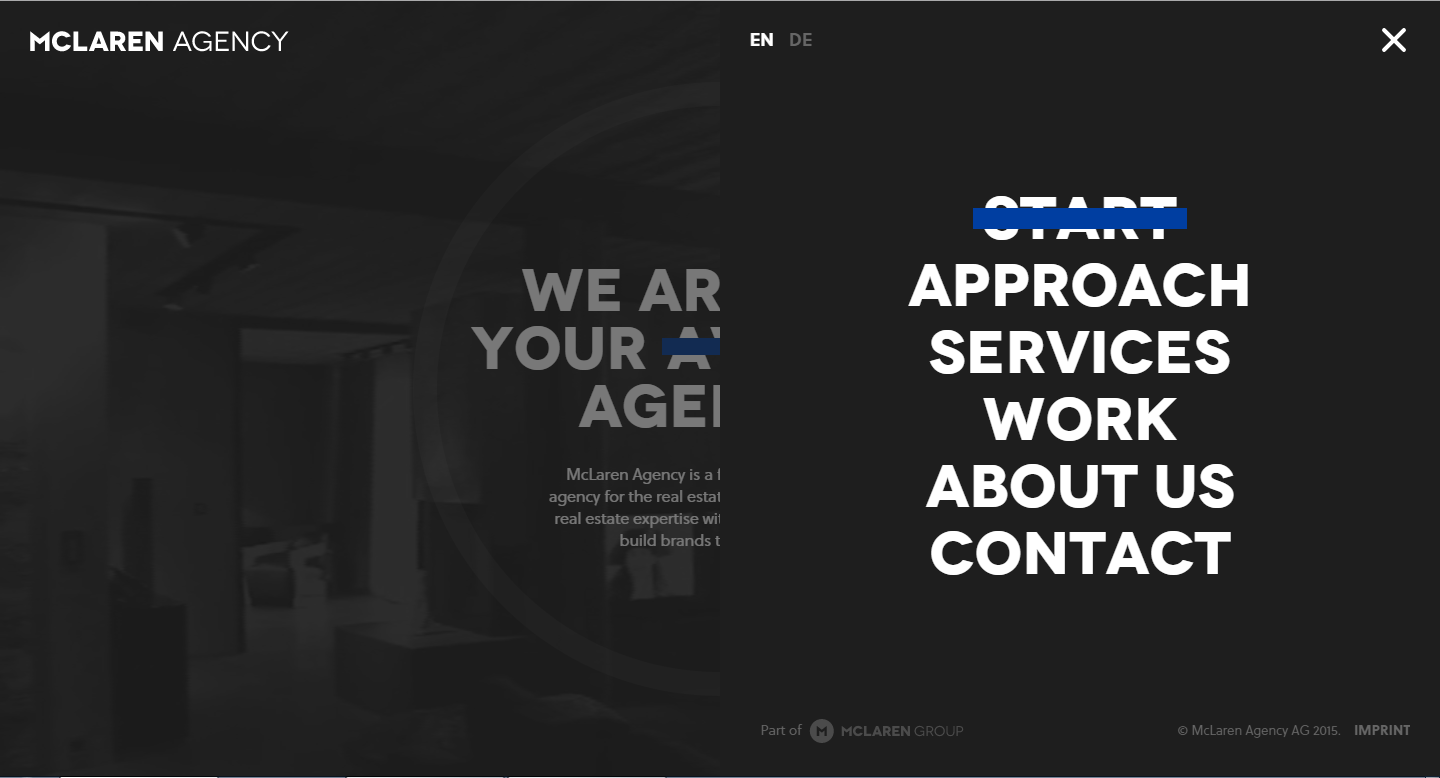 MCLAREN AGENCY
EN DE
WE AR
YOUR
AGE
McLaren Agency is a
agency for the real estat
real estate expertise wit
build brands t
START
APPROACH
SERVICES
WORK
ABOUT US
CONTACT
Part of M MCLAREN GROUP
© McLaren Agency AG 2015. IMPRINT